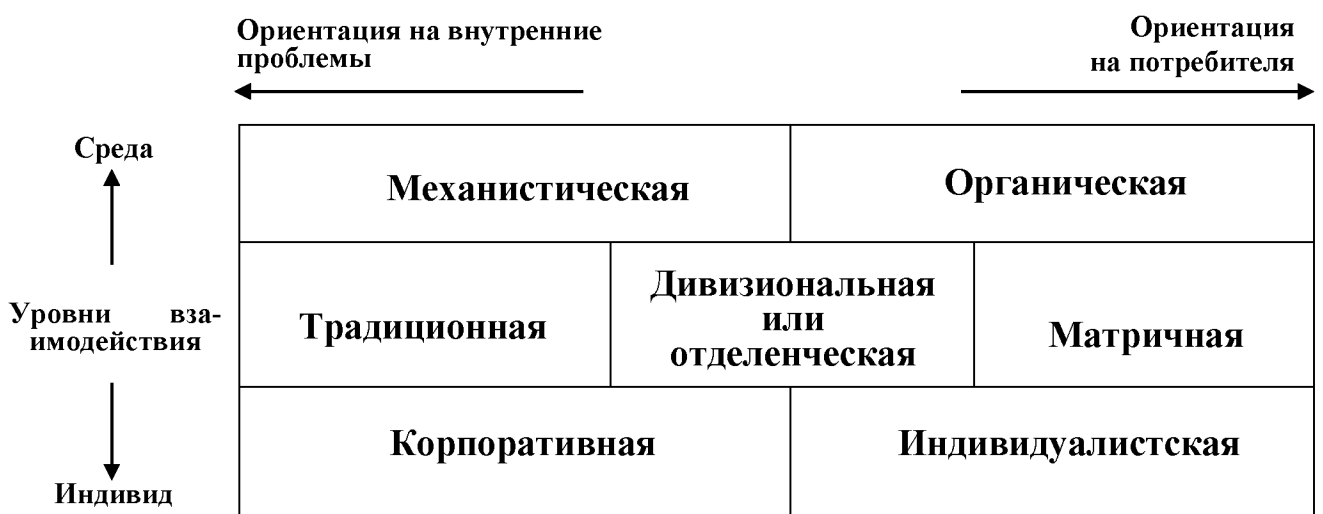 Ориентация на внутренние
проблемы
Ориентация
на потребителя
Среда
Механистическая
Органическая
Уровни вза-
имодействия
Традиционная
Дивизиональная
или
отделенческая
Матричная
Корпоративная
Индивидуалистская
Индивид